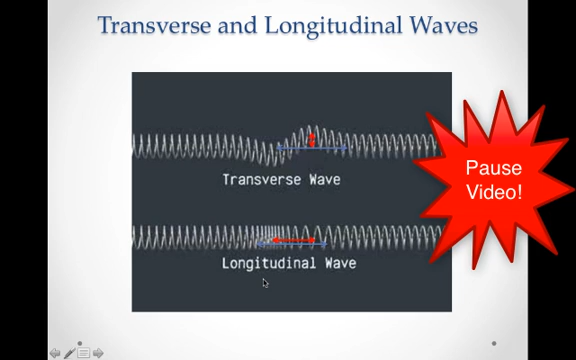 Transverse and Longitudinal Waves
Pause
Video!
Transverse Wave
Longitudinal Wave